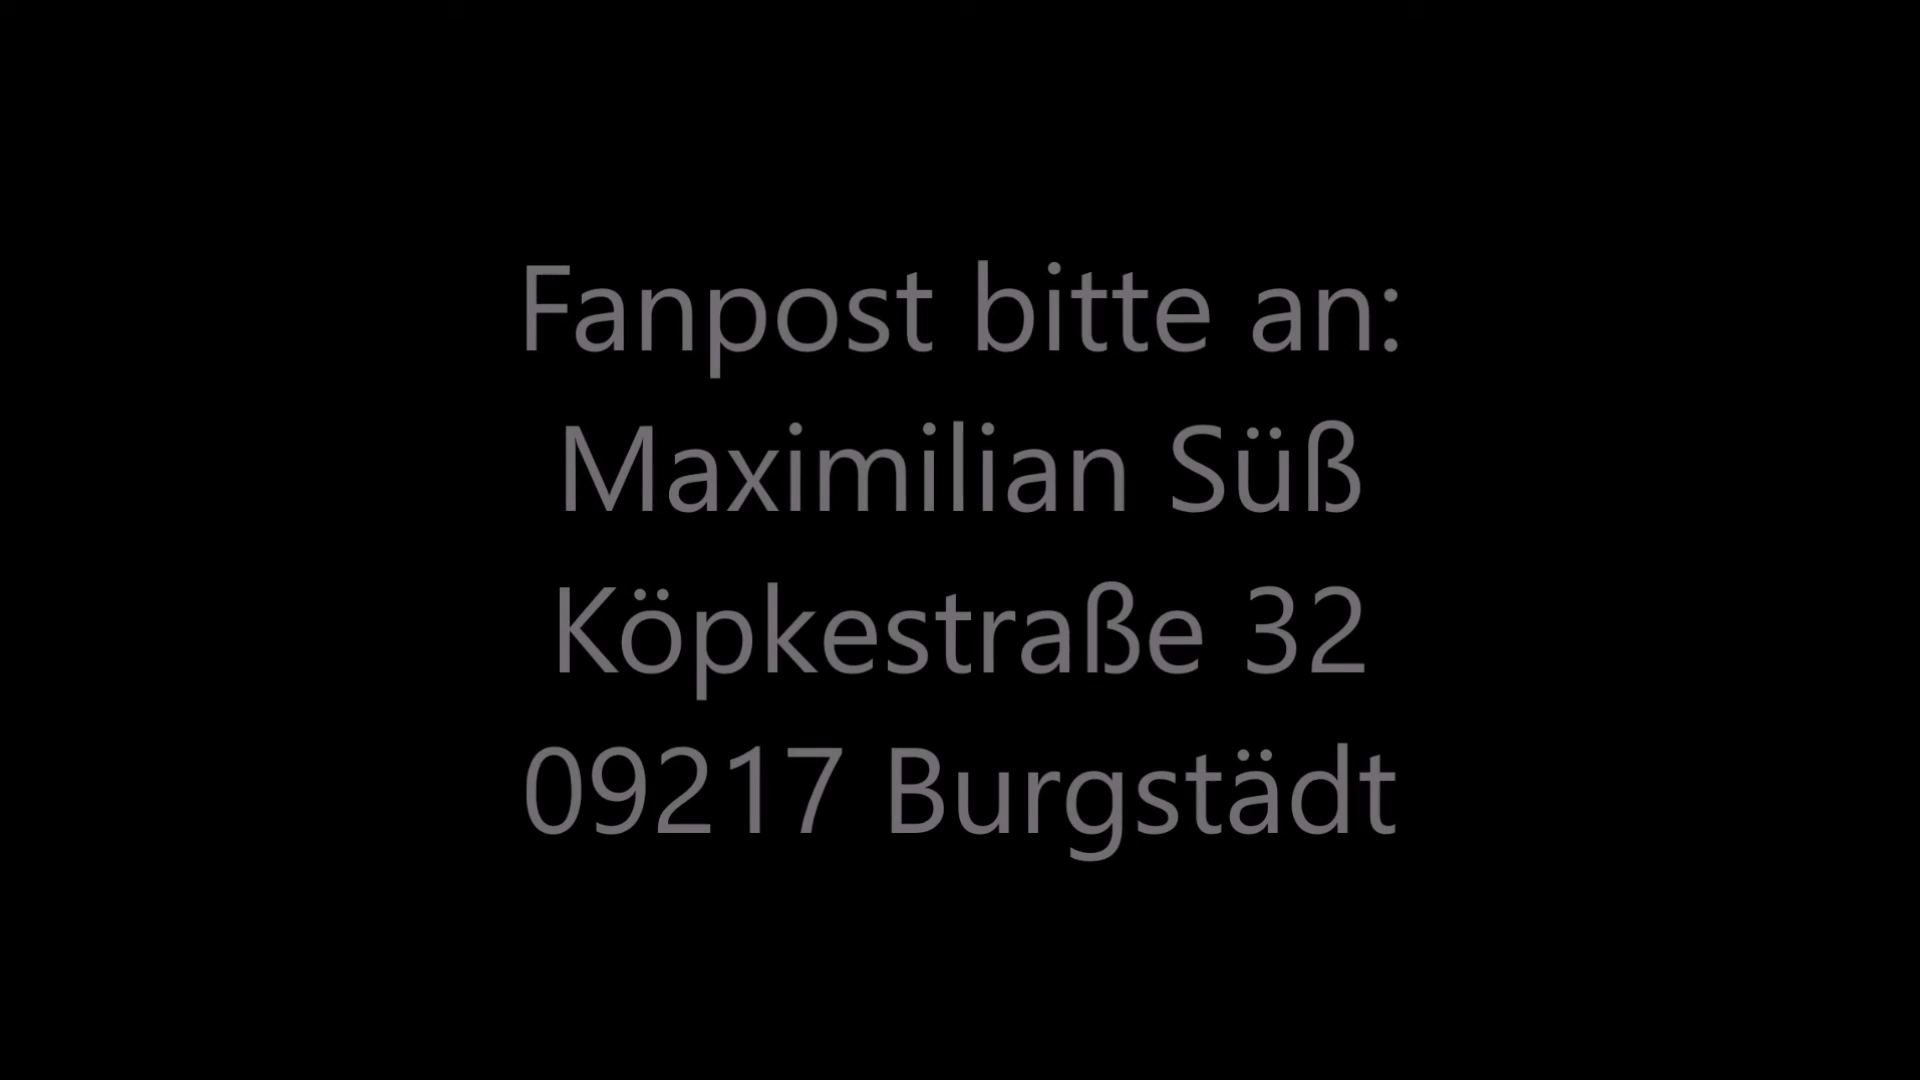 Fanpost bitte an:
Maximilian Süß
Köpkestraße 32
09217 Burgstädt